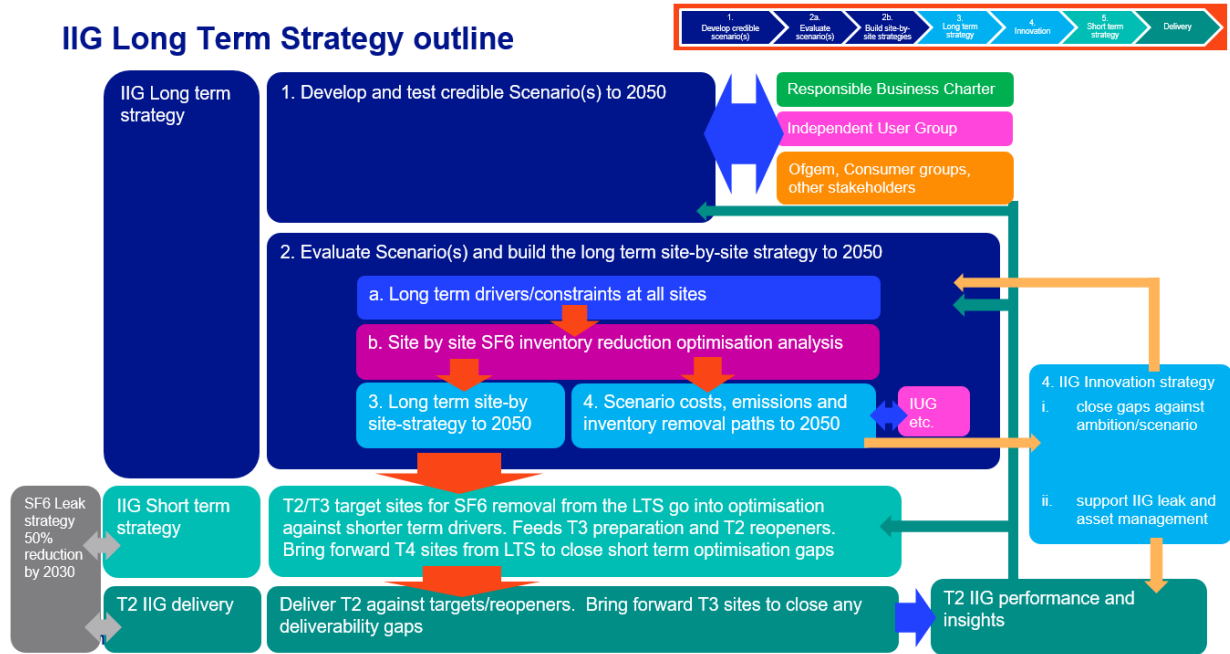 IIG Long Term Strategy outline
1.
Develop credible
scenario(s)
2a.
Evaluate
scenario(s)
2b.
Build site-by-
site strategies
3.
Long term
strategy
4.
Innovation
5.
Short term
strategy
Delivery
IIG Long term
strategy
1. Develop and test credible Scenario(s) to 2050
Responsible Business Charter
Independent User Group
Ofgem, Consumer groups,
other stakeholders
2. Evaluate Scenario(s) and build the long term site-by-site strategy to 2050
a. Long term drivers/constraints at all sites
b. Site by site SF6 inventory reduction optimisation analysis
3. Long term site-by
site-strategy to 2050
4. Scenario costs, emissions and
inventory removal paths to 2050
IUG
etc.
4. IIG Innovation strategy
i. close gaps against
ambition/scenario
ii. support IIG leak and
asset management
SF6 Leak
strategy
50%
reduction
by 2030
IIG Short term
strategy
T2/T3 target sites for SF6 removal from the LTS go into optimisation
against shorter term drivers. Feeds T3 preparation and T2 reopeners.
Bring forward T4 sites from LTS to close short term optimisation gaps
T2 IIG delivery
Deliver T2 against targets/reopeners. Bring forward T3 sites to close any
deliverability gaps
T2 IIG performance and
insights